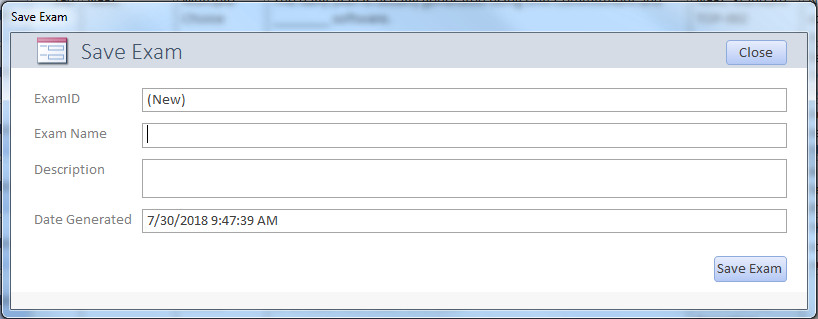 Save Exam
Save Exam Close
ExamID (New)
Exam Name
Description
Date Generated 7/30/2018 9:47:39 AM
Save Exam